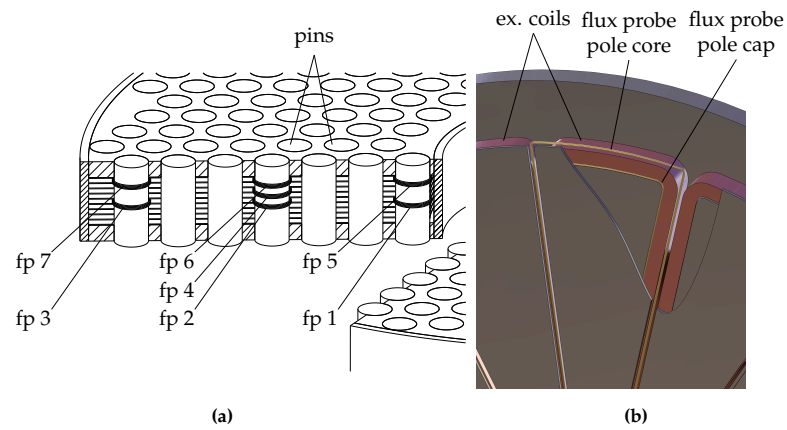 pins
fp 7
fp 6
fp 5
fp 4
fp 3
fp 2
fp 1
(a)
ex. coils
flux probe
pole core
flux probe
pole cap
(b)